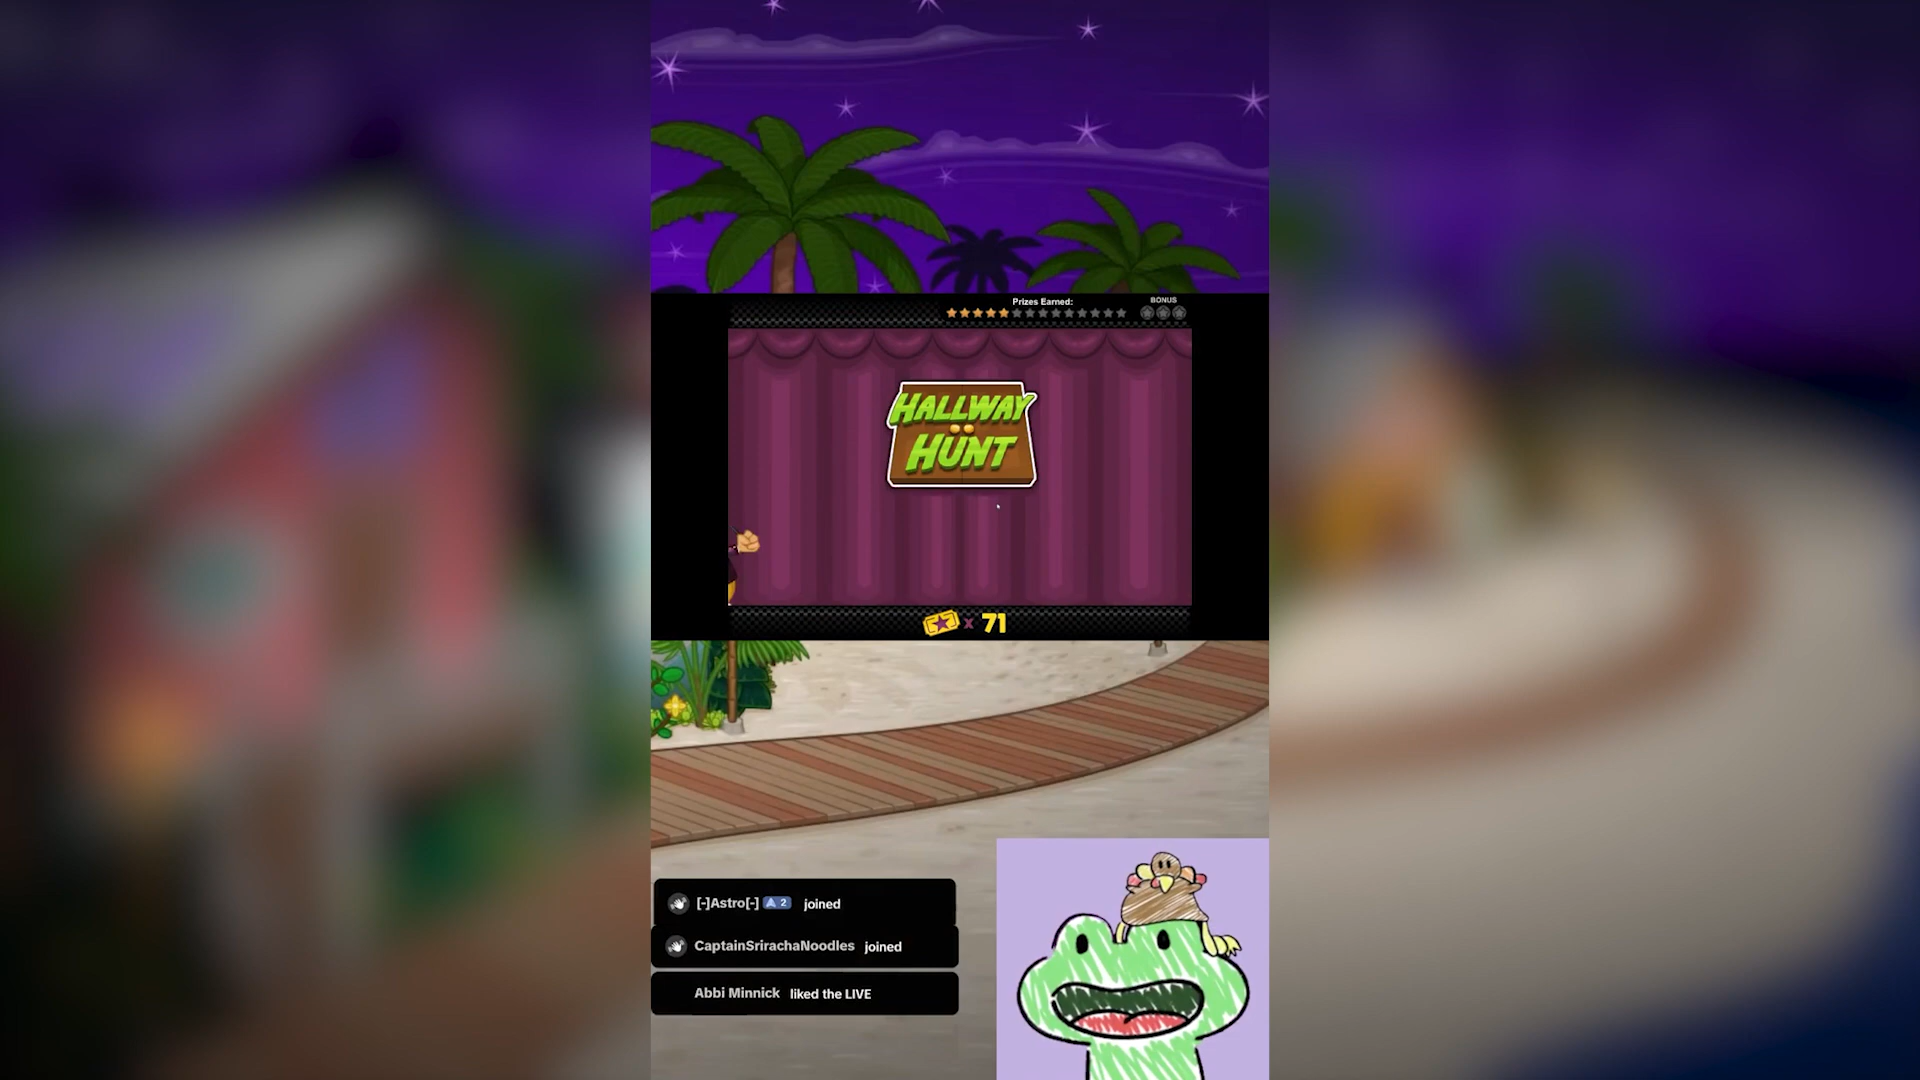 Prizes Earned:
BONUS
HALLWAY
HUNT
x 71
[-]Astro[-] A 2 joined
CaptainSrirachaNoodles joined
Abbi Minnick liked the LIVE